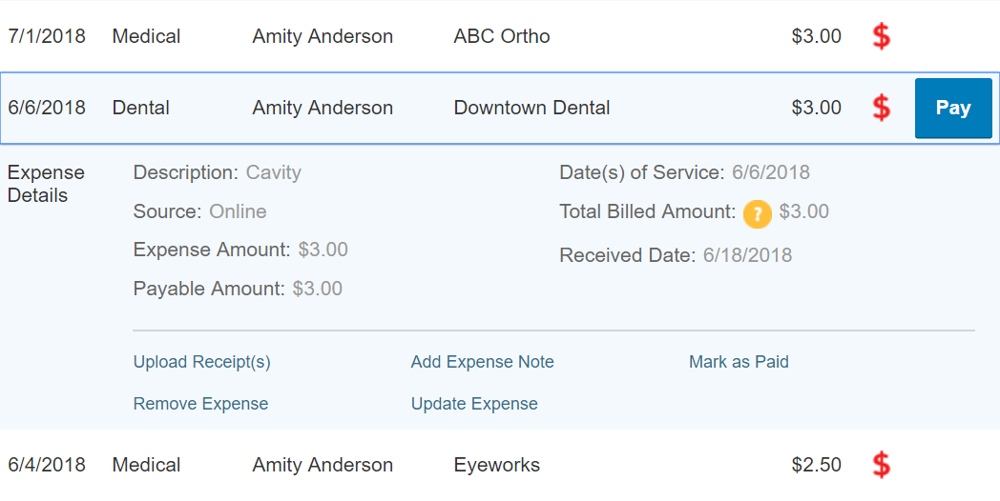 7/1/2018 Medical Amity Anderson ABC Ortho $3.00 $
6/6/2018 Dental Amity Anderson Downtown Dental $3.00 $ Pay
Expense Details
Description: Cavity Date(s) of Service: 6/6/2018
Source: Online Total Billed Amount: ? $3.00
Expense Amount: $3.00 Received Date: 6/18/2018
Payable Amount: $3.00
Upload Receipt(s) Add Expense Note Mark as Paid
Remove Expense Update Expense
6/4/2018 Medical Amity Anderson Eyeworks $2.50 $